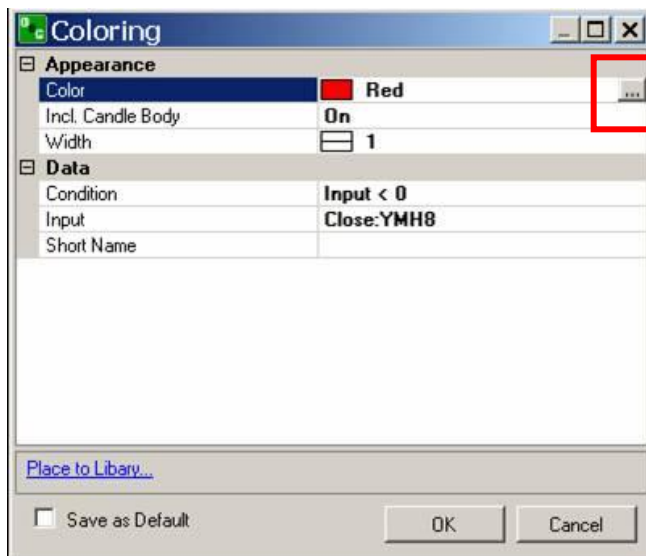 Coloring
Appearance
Color Red ...
Incl. Candle Body On
Width 1
Data
Condition Input < 0
Input Close:YMH8
Short Name
Place to Libary...
Save as Default OK Cancel